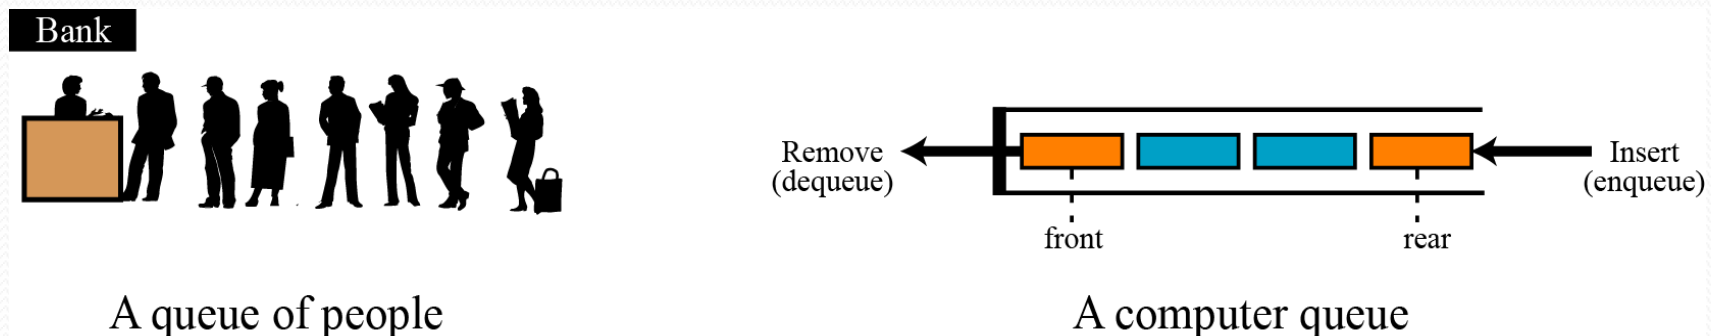 Bank
Remove
(dequeue)
Insert
(enqueue)
front
rear
A queue of people
A computer queue